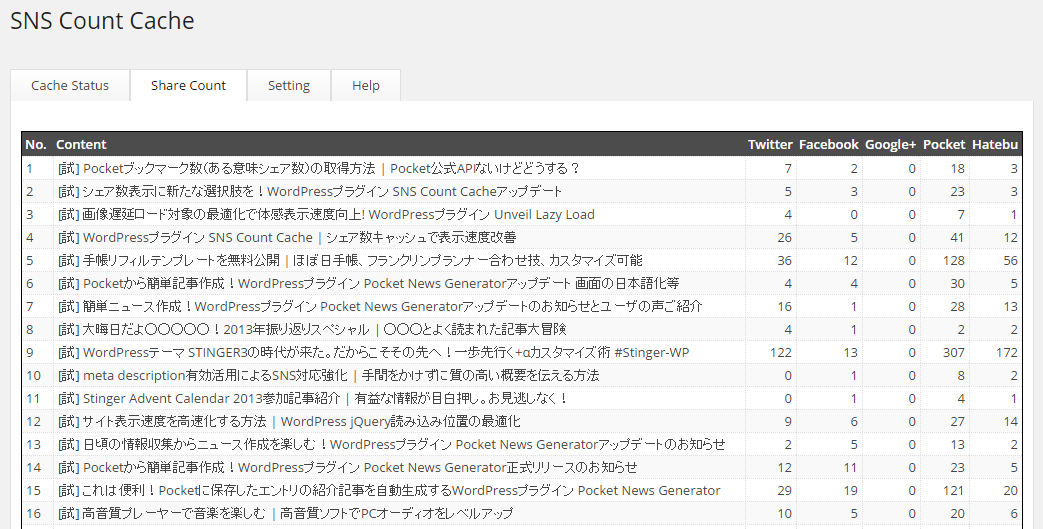 SNS Count Cache
Cache Status Share Count Setting Help
No. Content Twitter Facebook Google+ Pocket Hatebu
1 [試] Pocketブックマーク数(ある意味シェア数)の取得方法 | Pocket公式APIないけどどうする？ 7 2 0 18 3
2 [試] シェア数表示に新たな選択肢を！WordPressプラグイン SNS Count Cacheアップデート 5 3 0 23 3
3 [試] 画像遅延ロード対象の最適化で体感表示速度向上! WordPressプラグイン Unveil Lazy Load 4 0 0 7 1
4 [試] WordPressプラグイン SNS Count Cache | シェア数キャッシュで表示速度改善 26 5 0 41 12
5 [試] 手帳リフィルテンプレートを無料公開 | ほぼ日手帳、フランクリンプランナー合わせ技、カスタマイズ可能 36 12 0 128 56
6 [試] Pocketから簡単記事作成！WordPressプラグイン Pocket News Generatorアップデート 画面の日本語化等 4 4 0 30 5
7 [試] 簡単ニュース作成！WordPressプラグイン Pocket News Generatorアップデートのお知らせとユーザの声ご紹介 16 1 0 28 13
8 [試] 大晦日だよ〇〇〇〇〇！2013年振り返りスペシャル | 〇〇〇とよく読まれた記事大冒険 4 1 0 2 2
9 [試] WordPressテーマ STINGER3の時代が来た。だからこそその先へ！一歩先行く+αカスタマイズ術 #Stinger-WP 122 13 0 307 172
10 [試] meta description有効活用によるSNS対応強化 | 手間をかけずに質の高い概要を伝える方法 0 1 0 8 2
11 [試] Stinger Advent Calendar 2013参加記事紹介 | 有益な情報が目白押し。お見逃しなく！ 0 1 0 4 1
12 [試] サイト表示速度を高速化する方法 | WordPress jQuery読み込み位置の最適化 9 6 0 27 14
13 [試] 日頃の情報収集からニュース作成を楽しむ！WordPressプラグイン Pocket News Generatorアップデートのお知らせ 2 5 0 13 2
14 [試] Pocketから簡単記事作成！WordPressプラグイン Pocket News Generator正式リリースのお知らせ 12 11 0 23 5
15 [試] これは便利！Pocketに保存したエントリの紹介記事を自動生成するWordPressプラグイン Pocket News Generator 29 19 0 121 20
16 [試] 高音質プレーヤーで音楽を楽しむ | 高音質ソフトでPCオーディオをレベルアップ 10 5 0 20 6